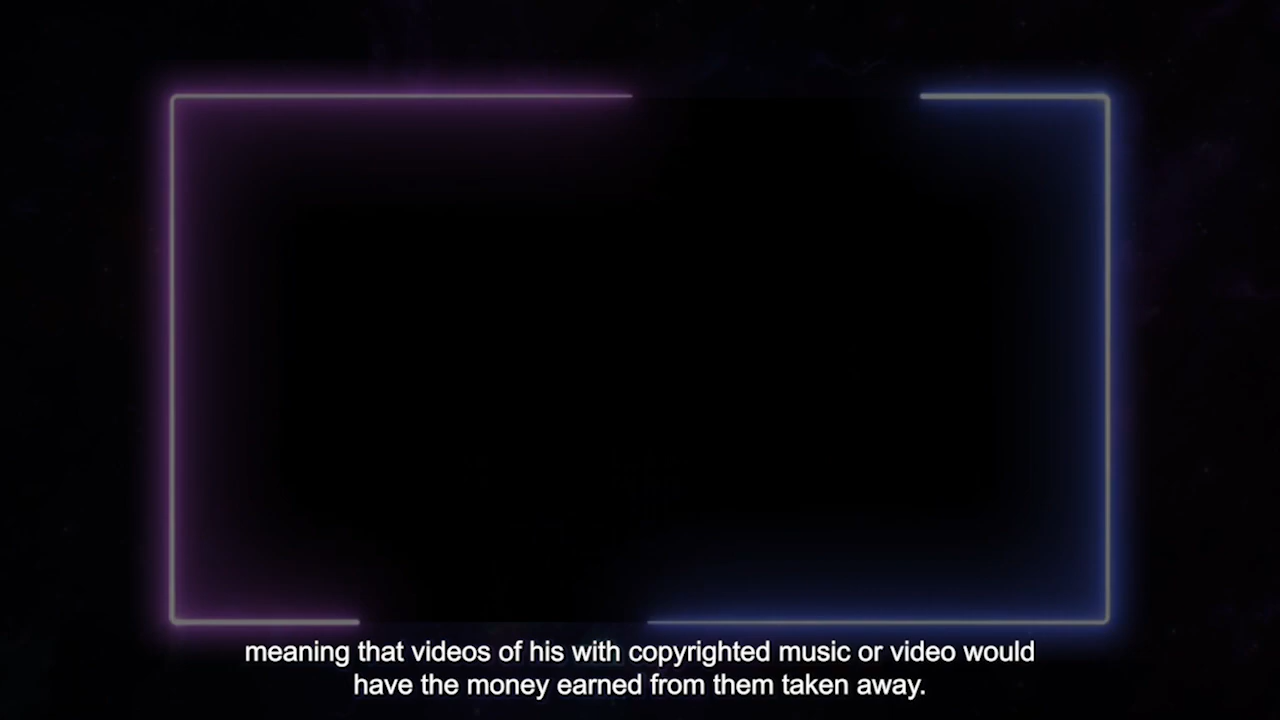 meaning that videos of his with copyrighted music or video would
have the money earned from them taken away.